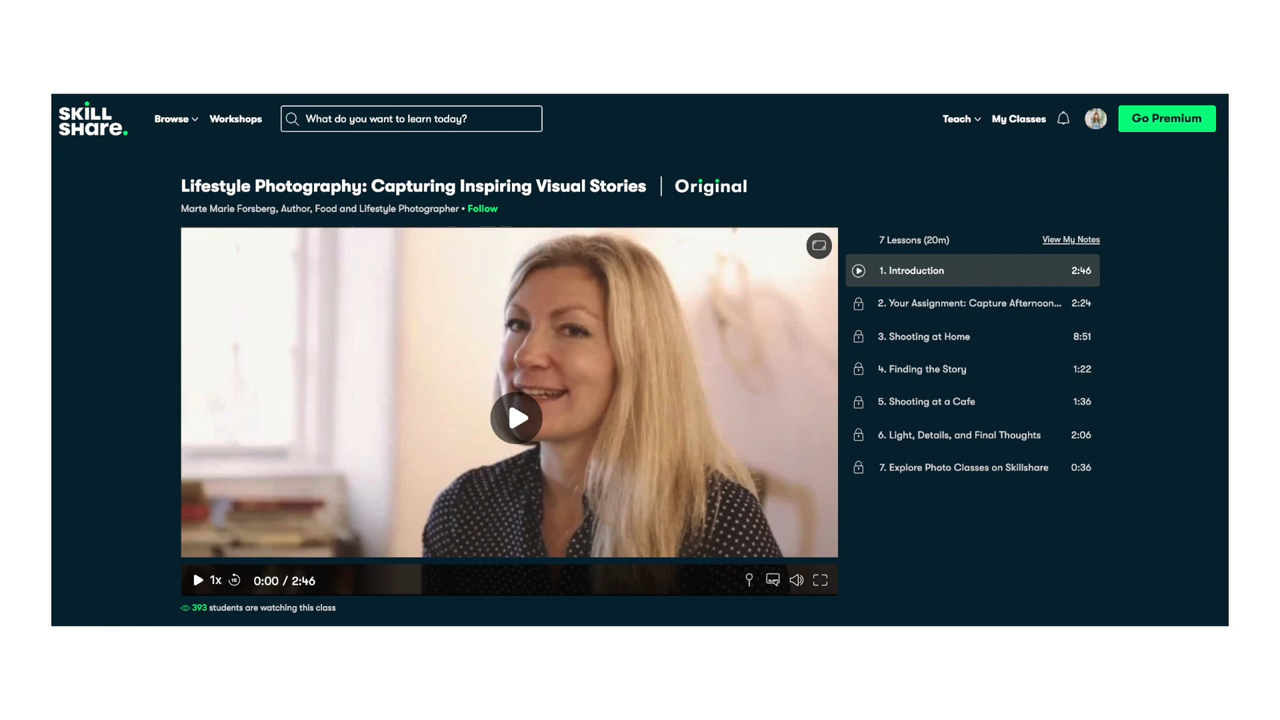 SKILL
SHare.
Browse
Workshops
What do you want to learn today?
Teach
My Classes
Go Premium
Lifestyle Photography: Capturing Inspiring Visual Stories | Original
Marte Marie Forsberg, Author, Food and Lifestyle Photographer • Follow
7 Lessons (20m)
View My Notes
1. Introduction 2:46
2. Your Assignment: Capture Afternoon... 2:24
3. Shooting at Home 8:51
4. Finding the Story 1:22
5. Shooting at a Cafe 1:36
6. Light, Details, and Final Thoughts 2:06
7. Explore Photo Classes on Skillshare 0:36
1x 15 0:00 / 2:46
393 students are watching this class